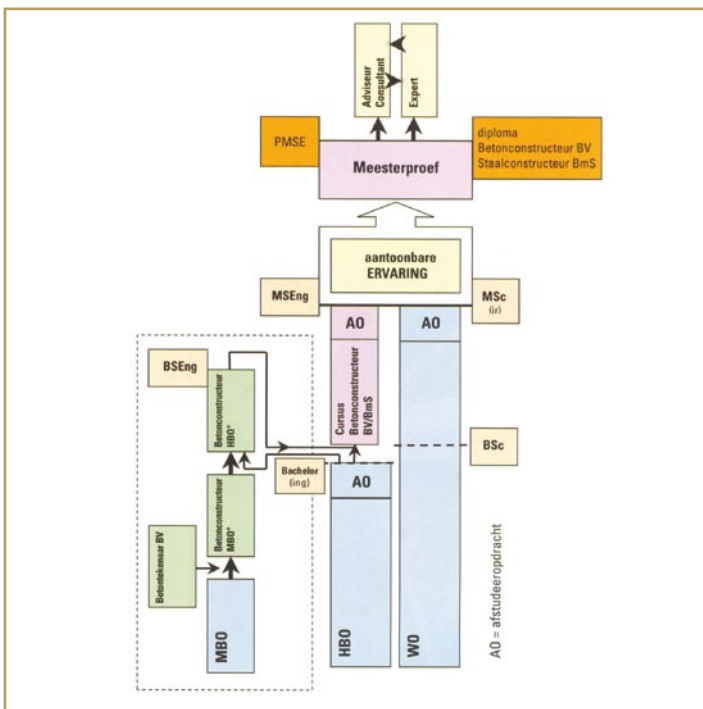 Adviseur
Consultant
Expert
PMSE
Meesterproef
diploma
Betonconstructeur BV
Staalconstructeur BmS
aantoonbare
ERVARING
MSEng
MSc
(ir)
AO
AO
BSEng
Betonconstructeur
HBO⁺
Cursus
Betonconstructeur
BV/BmS
BSc
Bachelor
(ing)
AO
Betontekenaar BV
Betonconstructeur
MBO⁺
MBO
HBO
WO
AO = afstudeeropdracht